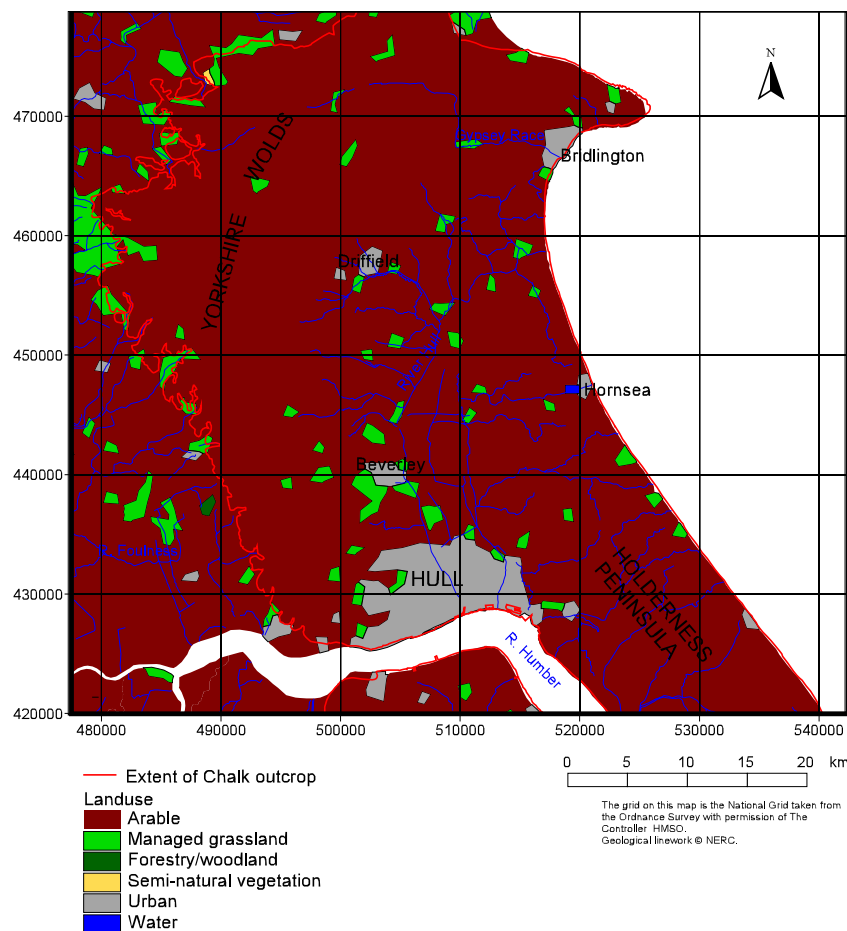 N
470000
460000
450000
440000
430000
420000
480000
490000
500000
510000
520000
530000
540000
Gypsey Race
Bridlington
YORKSHIRE WOLDS
Driffield
River Hull
Hornsea
Beverley
R. Foulness
HULL
HOLDERNESS
PENINSULA
R. Humber
Extent of Chalk outcrop
Landuse
Arable
Managed grassland
Forestry/woodland
Semi-natural vegetation
Urban
Water
0 5 10 15 20 km
The grid on this map is the National Grid taken from
the Ordnance Survey with permission of The
Controller HMSO.
Geological linework © NERC.